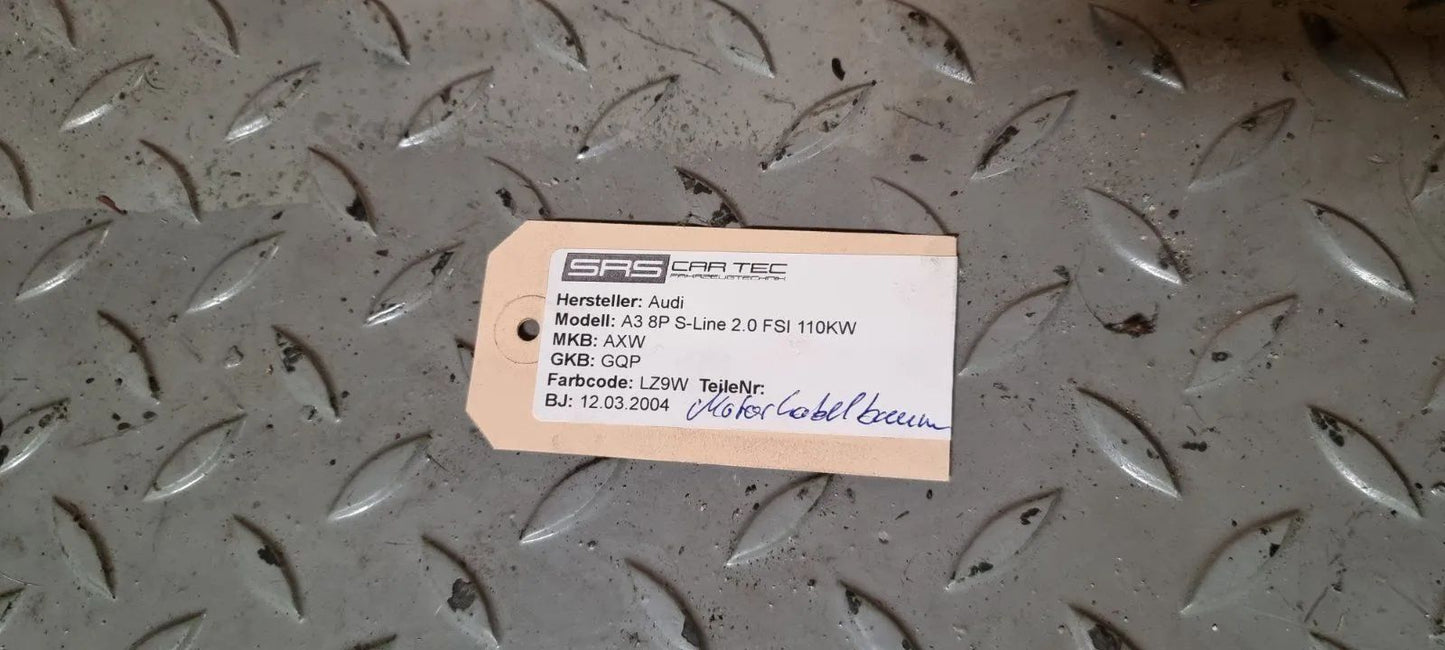 SRS CAR TEC
FAHRZEUGTECHNIK
Hersteller: Audi
Modell: A3 8P S-Line 2.0 FSI 110KW
MKB: AXW
GKB: GQP
Farbcode: LZ9W TeileNr:
BJ: 12.03.2004 Motorkabelbaum